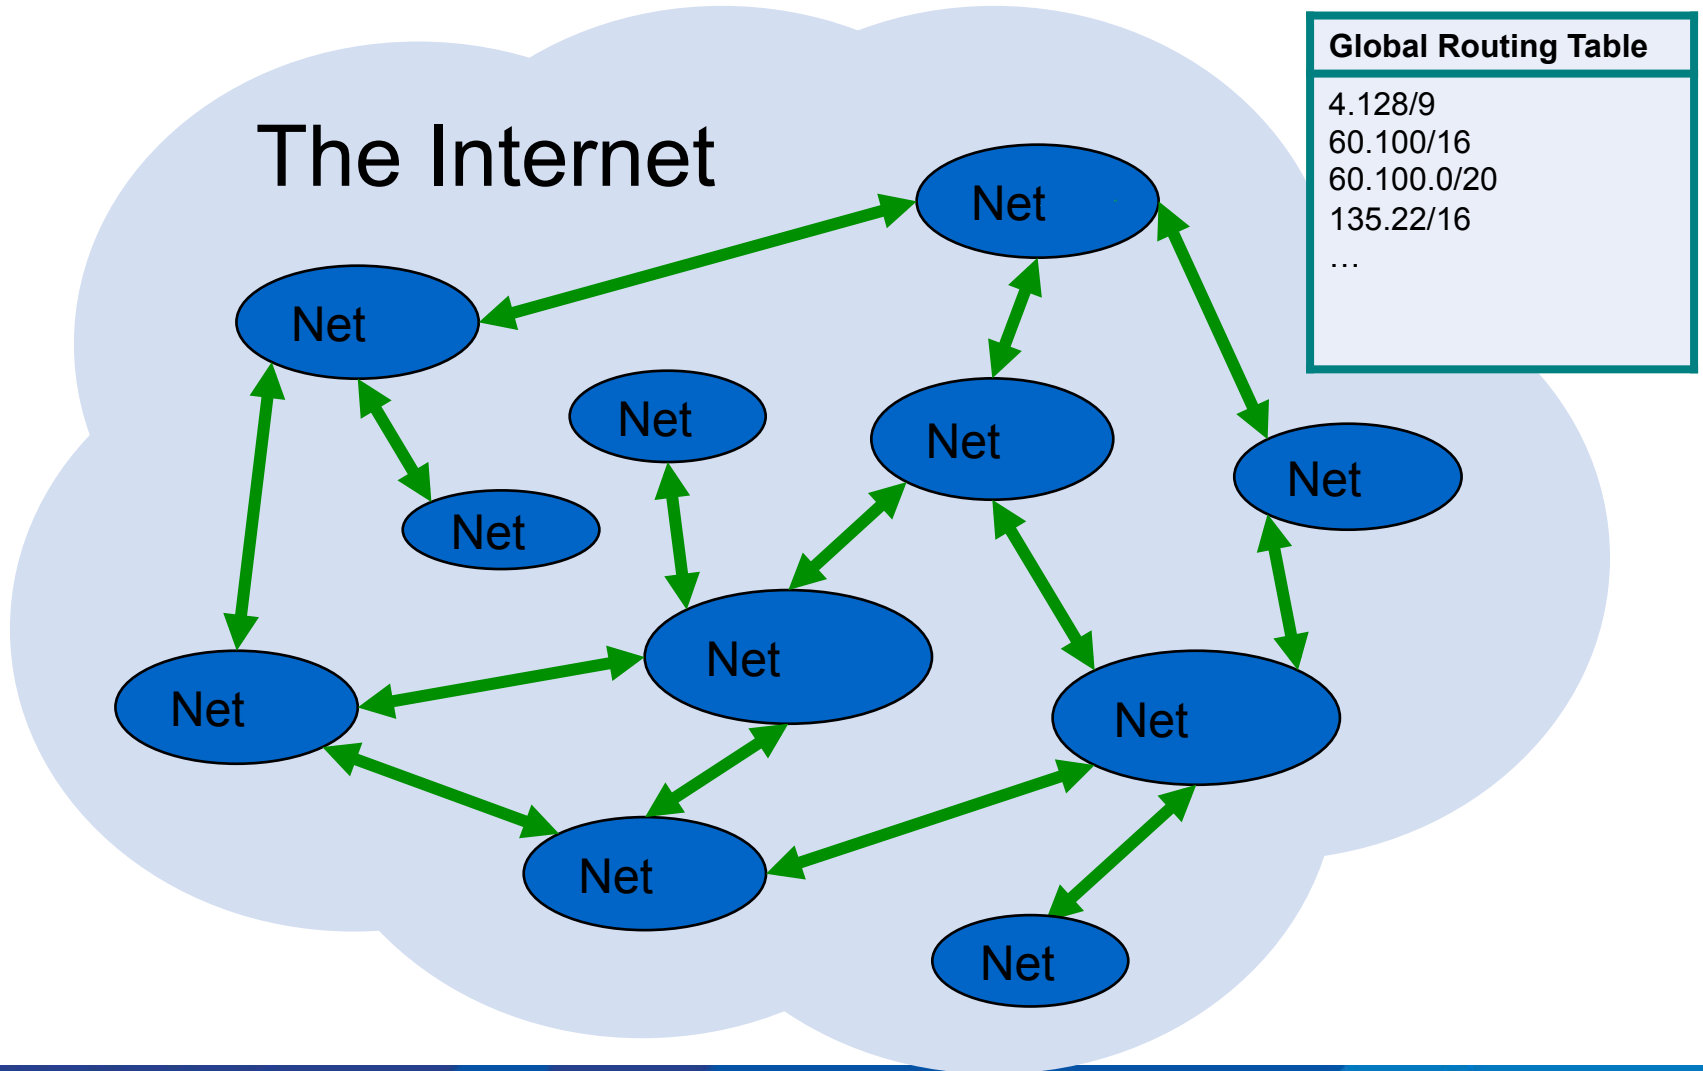 Global Routing Table
4.128/9
60.100/16
60.100.0/20
135.22/16
…
The Internet
Net
Net
Net
Net
Net
Net
Net
Net
Net
Net
Net